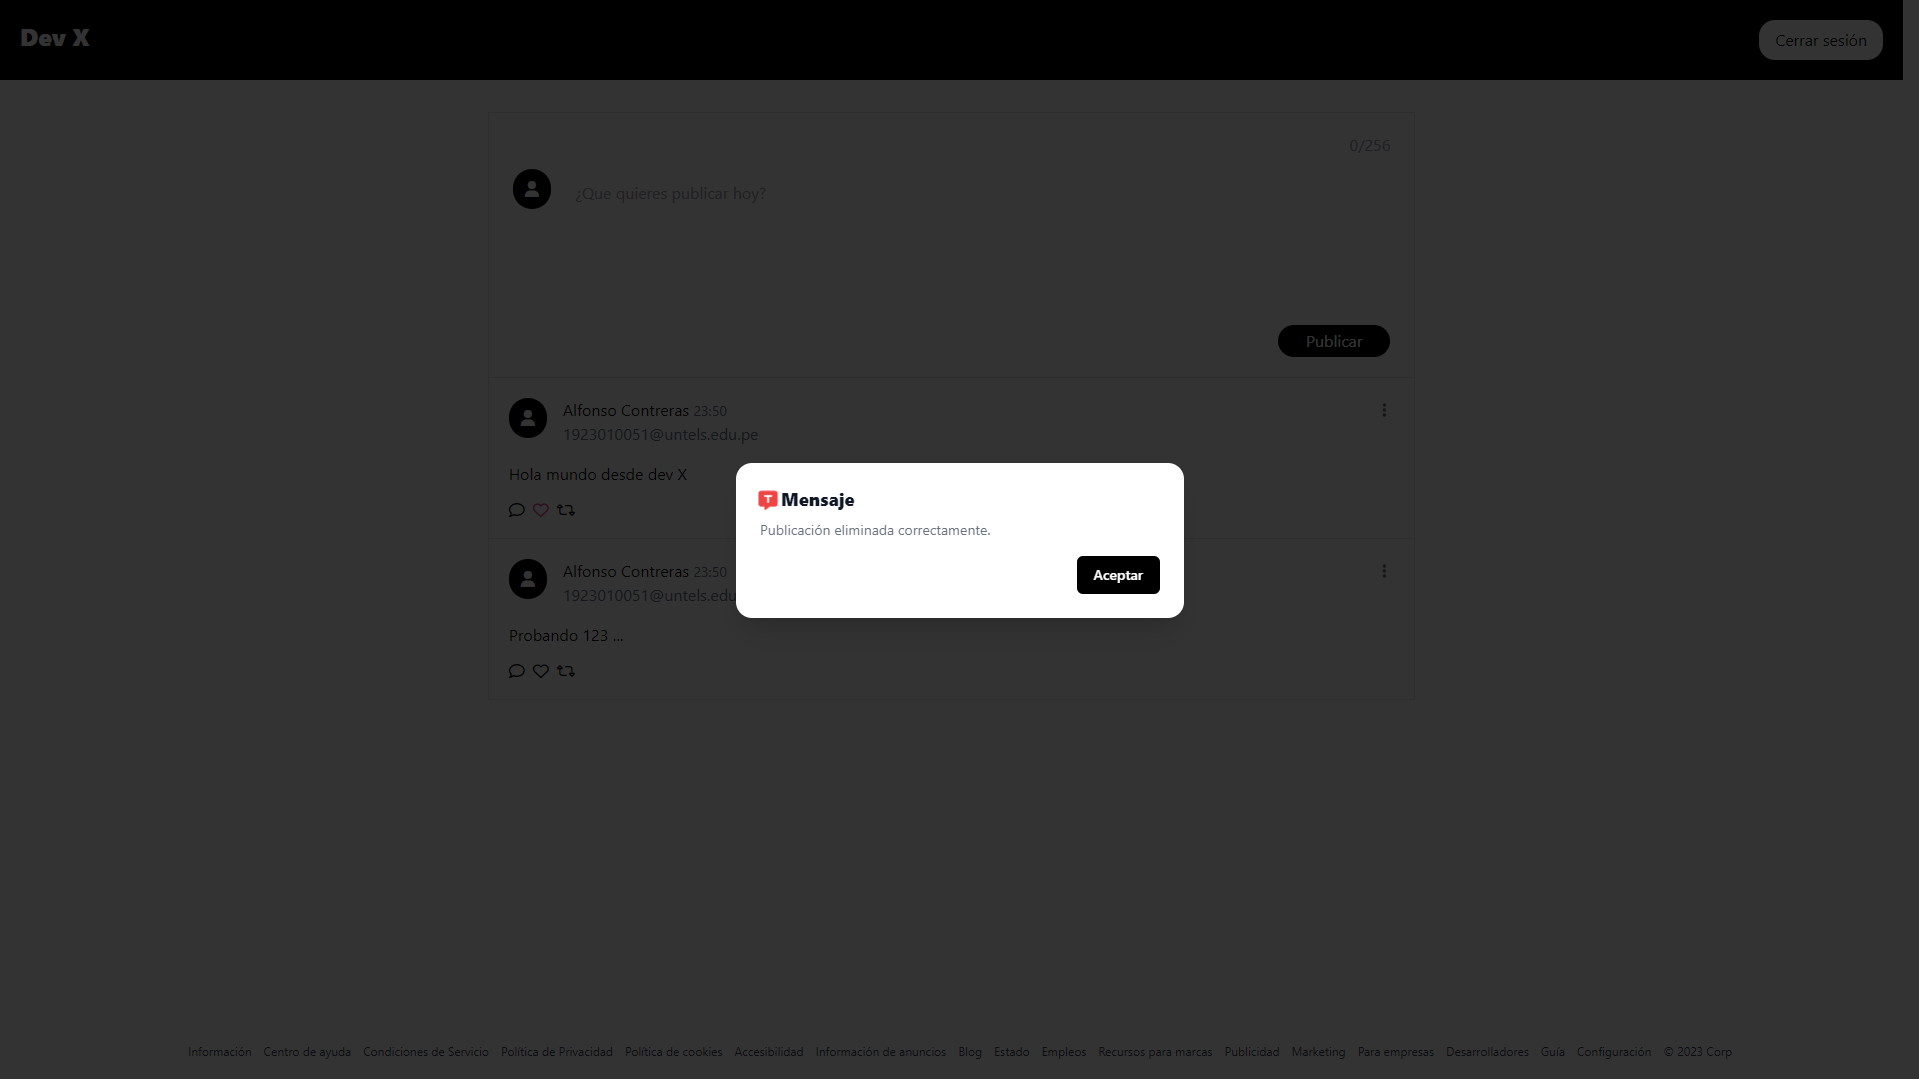 Dev X
Cerrar sesión
0/256
¿Que quieres publicar hoy?
Publicar
Alfonso Contreras 23:50
1923010051@untels.edu.pe
Hola mundo desde dev X
T Mensaje
Publicación eliminada correctamente.
Aceptar
Alfonso Contreras 23:50
1923010051@untels.edu
Probando 123 ...
Información Centro de ayuda Condiciones de Servicio Política de Privacidad Política de cookies Accesibilidad Información de anuncios Blog Estado Empleos Recursos para marcas Publicidad Marketing Para empresas Desarrolladores Guía Configuración © 2023 Corp